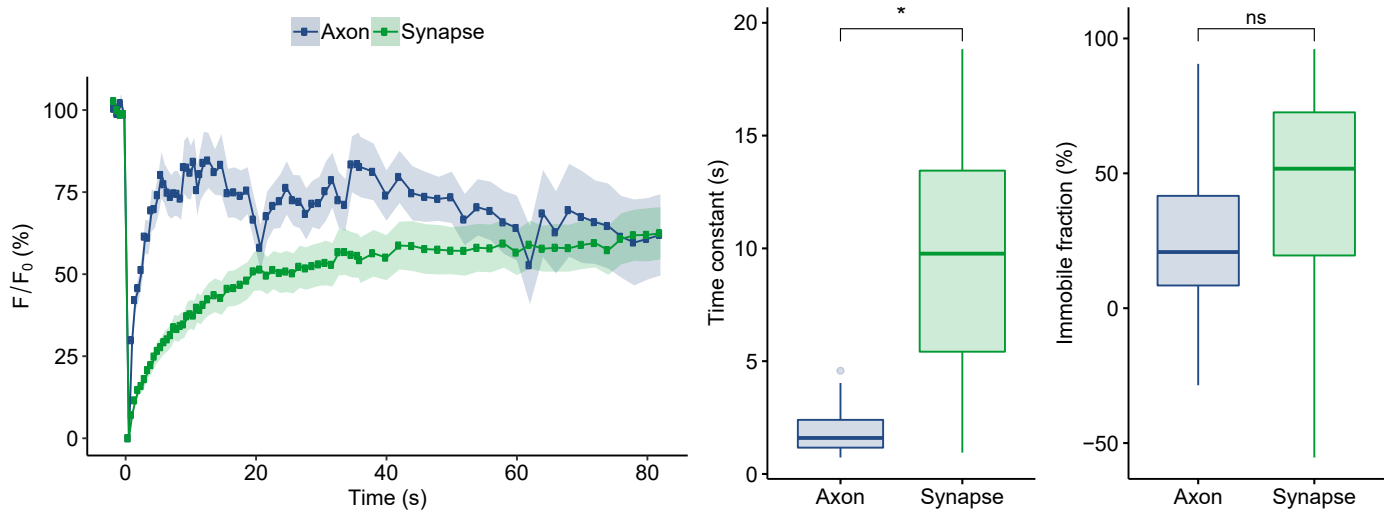 Axon Synapse
F/F0 (%)
100
75
50
25
0
0 20 40 60 80
Time (s)
*
Time constant (s)
20
15
10
5
0
Axon Synapse
ns
Immobile fraction (%)
100
50
0
−50
Axon Synapse